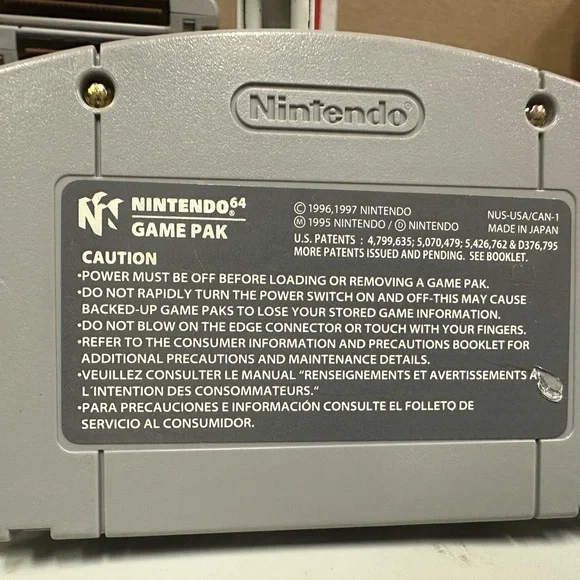 Nintendo
NINTENDO⁶⁴®
GAME PAK
Ⓒ 1996,1997 NINTENDO
Ⓜ 1995 NINTENDO / Ⓓ NINTENDO
NUS-USA/CAN-1
MADE IN JAPAN
U.S. PATENTS : 4,799,635; 5,070,479; 5,426,762 & D376,795
MORE PATENTS ISSUED AND PENDING. SEE BOOKLET.
CAUTION
•POWER MUST BE OFF BEFORE LOADING OR REMOVING A GAME PAK.
•DO NOT RAPIDLY TURN THE POWER SWITCH ON AND OFF-THIS MAY CAUSE
BACKED-UP GAME PAKS TO LOSE YOUR STORED GAME INFORMATION.
•DO NOT BLOW ON THE EDGE CONNECTOR OR TOUCH WITH YOUR FINGERS.
•REFER TO THE CONSUMER INFORMATION AND PRECAUTIONS BOOKLET FOR
ADDITIONAL PRECAUTIONS AND MAINTENANCE DETAILS.
•VEUILLEZ CONSULTER LE MANUAL "RENSEIGNEMENTS ET AVERTISSEMENTS À
L'INTENTION DES CONSOMMATEURS."
•PARA PRECAUCIONES E INFORMACIÓN CONSULTE EL FOLLETO DE
SERVICIO AL CONSUMIDOR.